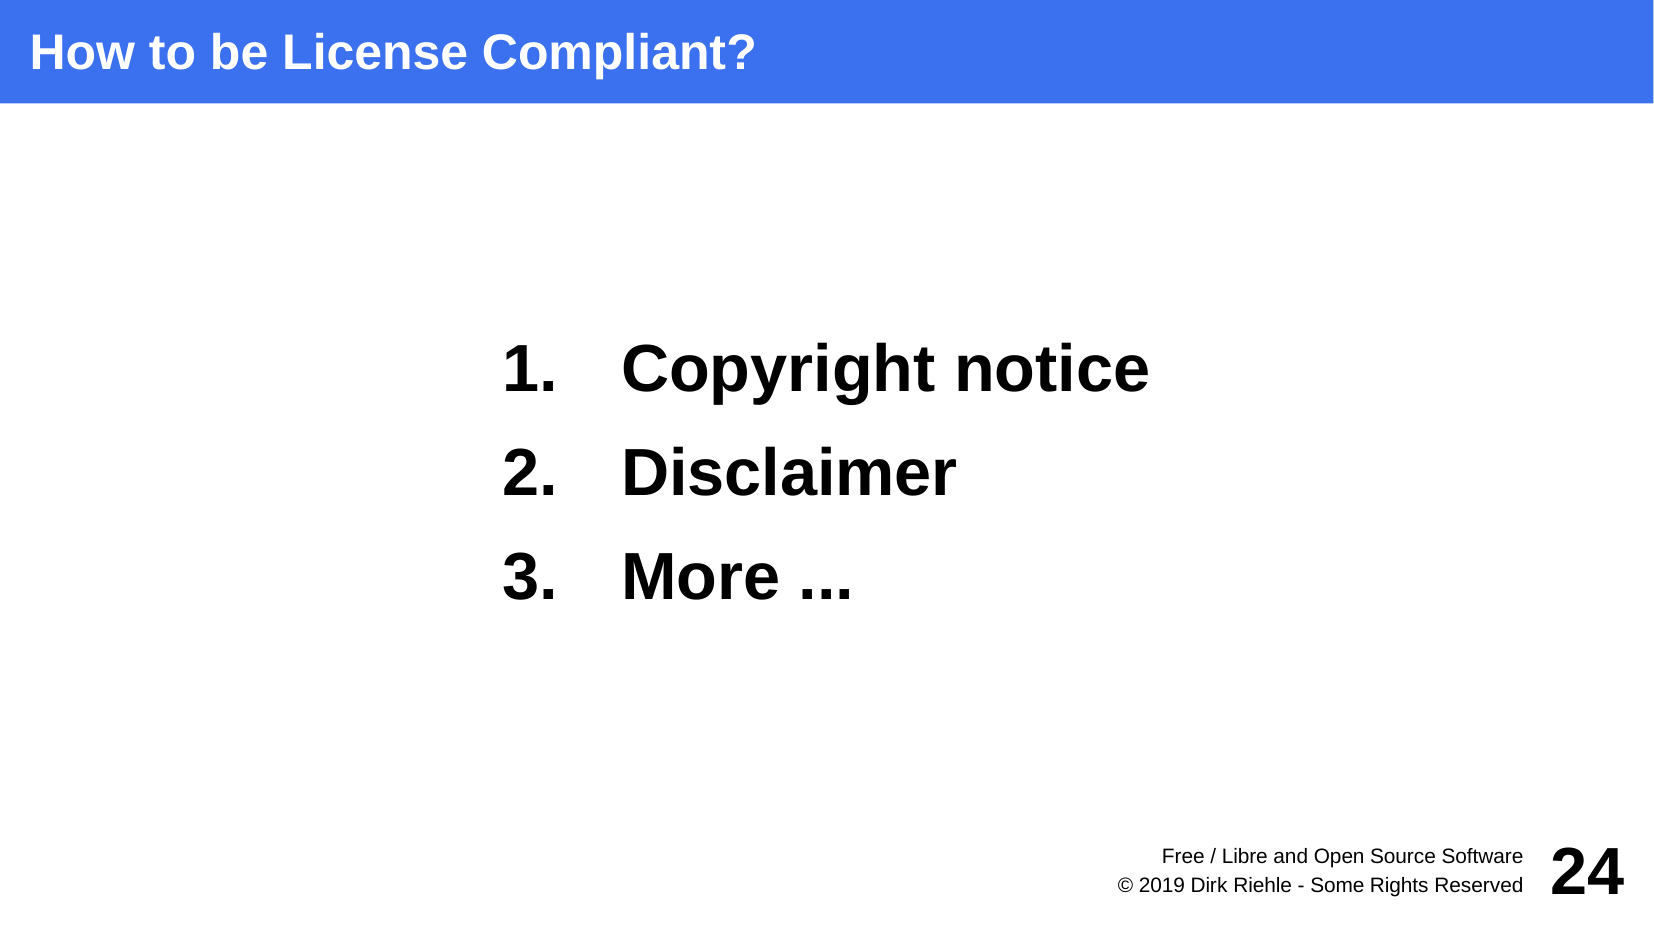 How to be License Compliant?
1. Copyright notice
2. Disclaimer
3. More ...
Free / Libre and Open Source Software
© 2019 Dirk Riehle - Some Rights Reserved
24